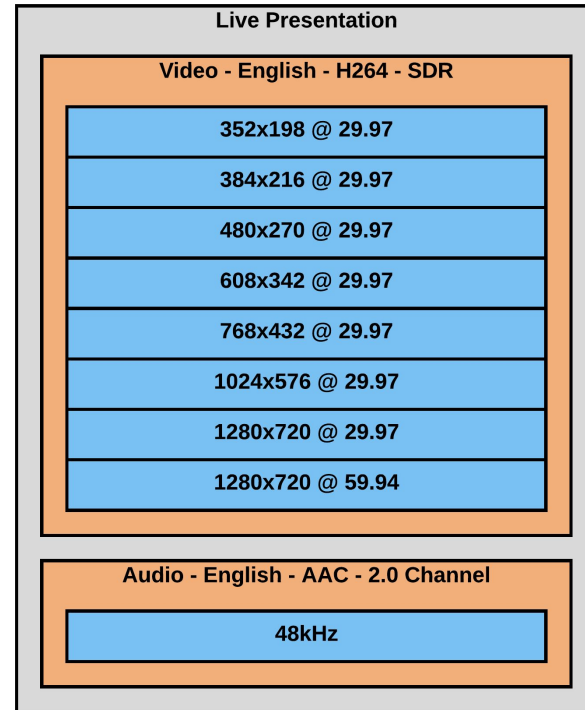 Live Presentation
Video - English - H264 - SDR
352x198 @ 29.97
384x216 @ 29.97
480x270 @ 29.97
608x342 @ 29.97
768x432 @ 29.97
1024x576 @ 29.97
1280x720 @ 29.97
1280x720 @ 59.94
Audio - English - AAC - 2.0 Channel
48kHz